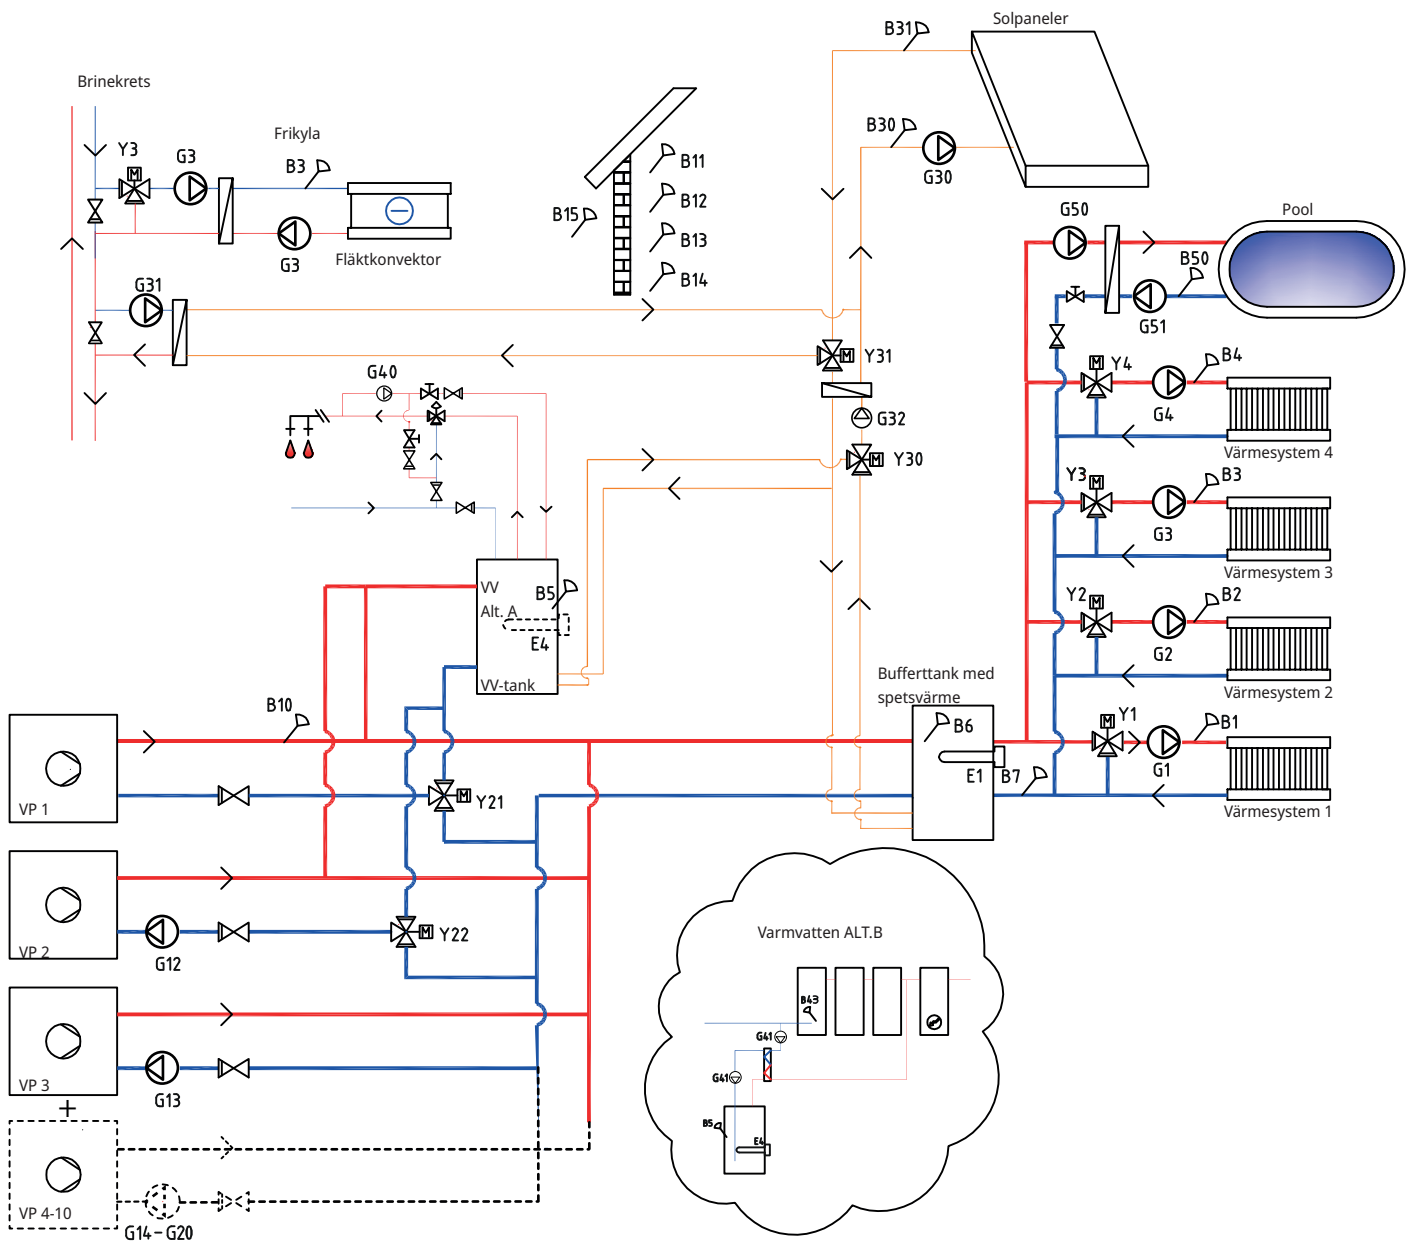 Solpaneler
B31
Brinekrets
B30
G30
Frikyla
Y3
M
G3
B3
B11
B12
B15
B13
B14
G3
Fläktkonvektor
G50
Pool
B50
G51
G31
Y31
M
G40
G32
Y30
M
Y4
M
B4
G4
Värmesystem 4
Y3
M
B3
G3
Värmesystem 3
VV
B5
Alt. A
E4
VV-tank
Y2
M
B2
G2
Värmesystem 2
Bufferttank med
spetsvärme
B10
B6
E1
B7
Y1
M
B1
G1
Värmesystem 1
VP 1
Y21
M
VP 2
G12
Y22
M
VP 3
G13
+
VP 4-10
G14-G20
Varmvatten ALT.B
B43
G41
G41
B5
E4